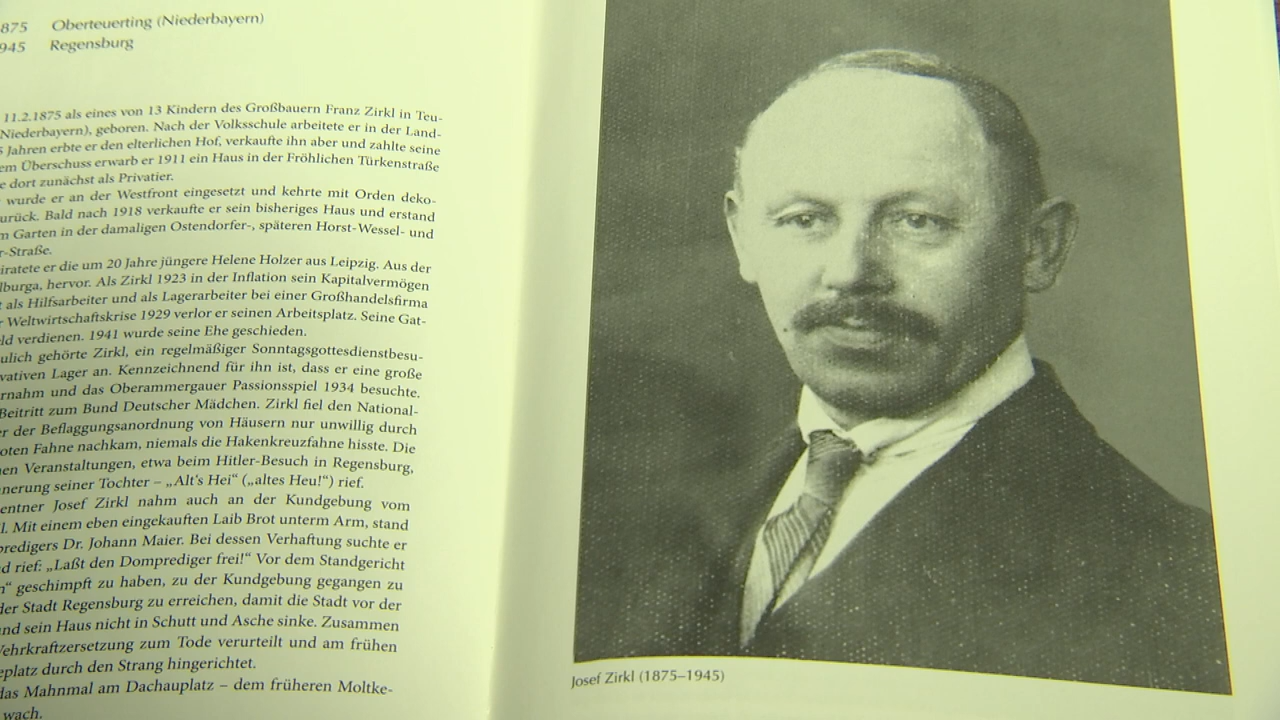 875 Oberteuerting (Niederbayern)
945 Regensburg
11.2.1875 als eines von 13 Kindern des Großbauern Franz Zirkl in Teu-
Niederbayern), geboren. Nach der Volksschule arbeitete er in der Land-
Jahren erbte er den elterlichen Hof, verkaufte ihn aber und zahlte seine
em Überschuss erwarb er 1911 ein Haus in der Fröhlichen Türkenstraße
e dort zunächst als Privatier.
wurde er an der Westfront eingesetzt und kehrte mit Orden deko-
urück. Bald nach 1918 verkaufte er sein bisheriges Haus und erstand
m Garten in der damaligen Ostendorfer-, späteren Horst-Wessel- und
r-Straße.
iratete er die um 20 Jahre jüngere Helene Holzer aus Leipzig. Aus der
lburga, hervor. Als Zirkl 1923 in der Inflation sein Kapitalvermögen
t als Hilfsarbeiter und als Lagerarbeiter bei einer Großhandelsfirma
r Weltwirtschaftskrise 1929 verlor er seinen Arbeitsplatz. Seine Gat-
eld verdienen. 1941 wurde seine Ehe geschieden.
ulich gehörte Zirkl, ein regelmäßiger Sonntagsgottesdienstbesu-
vativen Lager an. Kennzeichnend für ihn ist, dass er eine große
rnahm und das Oberammergauer Passionsspiel 1934 besuchte.
Beitritt zum Bund Deutscher Mädchen. Zirkl fiel den National-
er der Beflaggungsanordnung von Häusern nur unwillig durch
oten Fahne nachkam, niemals die Hakenkreuzfahne hisste. Die
nen Veranstaltungen, etwa beim Hitler-Besuch in Regensburg,
nnerung seiner Tochter – „Alt's Hei" („altes Heu!") rief.
entner Josef Zirkl nahm auch an der Kundgebung vom
l. Mit einem eben eingekauften Laib Brot unterm Arm, stand
predigers Dr. Johann Maier. Bei dessen Verhaftung suchte er
d rief: „Laßt den Domprediger frei!" Vor dem Standgericht
n" geschimpft zu haben, zu der Kundgebung gegangen zu
der Stadt Regensburg zu erreichen, damit die Stadt vor der
und sein Haus nicht in Schutt und Asche sinke. Zusammen
Wehrkraftzersetzung zum Tode verurteilt und am frühen
eplatz durch den Strang hingerichtet.
das Mahnmal am Dachauplatz – dem früheren Moltke-
wach.
Josef Zirkl (1875–1945)